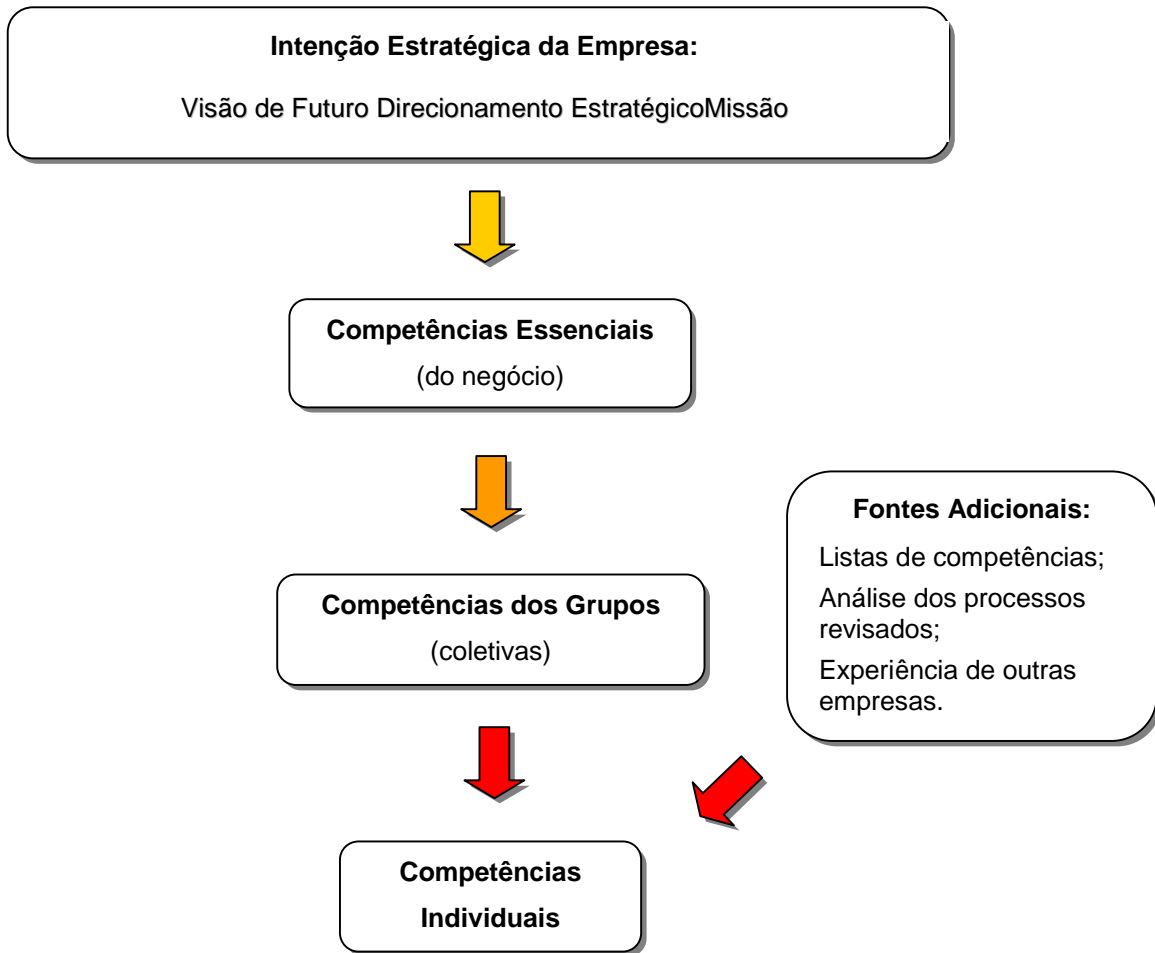 Intenção Estratégica da Empresa:
Visão de Futuro Direcionamento EstratégicoMissão
Competências Essenciais
(do negócio)
Competências dos Grupos
(coletivas)
Fontes Adicionais:
Listas de competências;
Análise dos processos
revisados;
Experiência de outras
empresas.
Competências
Individuais